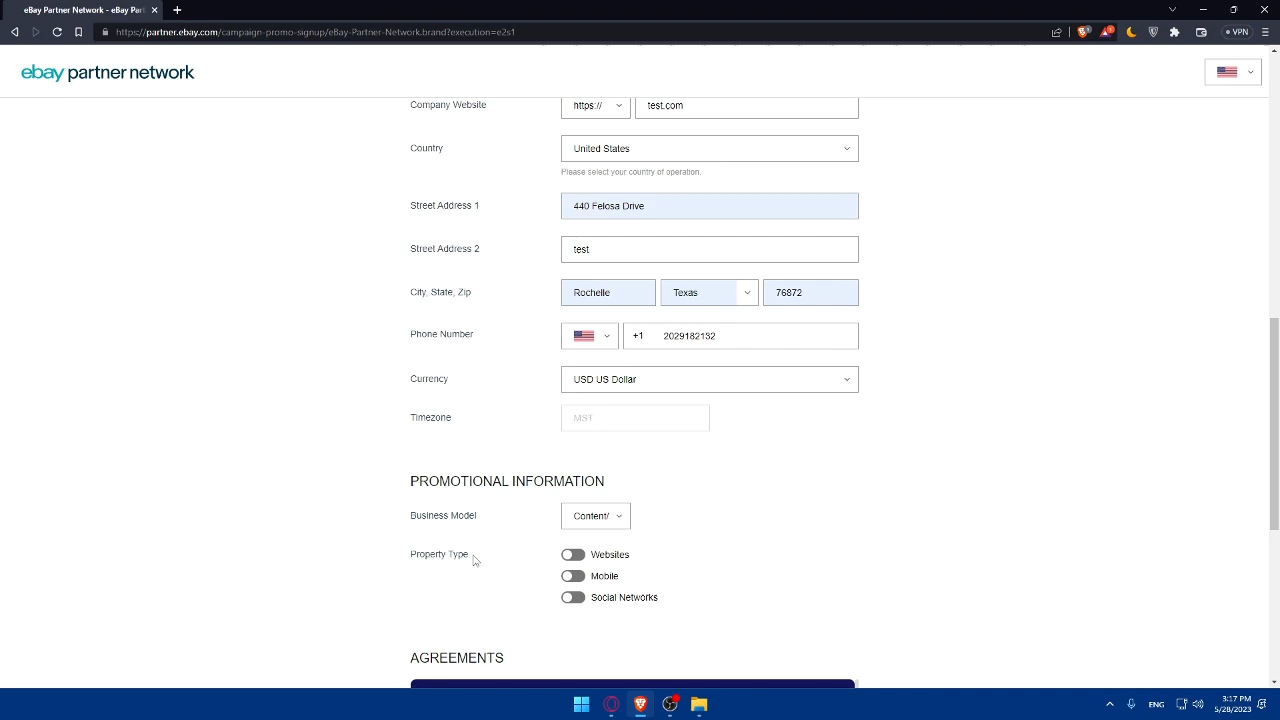 eBay Partner Network - eBay Part
https://partner.ebay.com/campaign-promo-signup/eBay-Partner-Network.brand?execution=e2s1
VPN
ebay partner network
Company Website
https://
test.com
Country
United States
Please select your country of operation.
Street Address 1
440 Felosa Drive
Street Address 2
test
City, State, Zip
Rochelle
Texas
76872
Phone Number
+1
2029182132
Currency
USD US Dollar
Timezone
MST
PROMOTIONAL INFORMATION
Business Model
Content/
Property Type
Websites
Mobile
Social Networks
AGREEMENTS
ENG
3:17 PM
5/28/2023